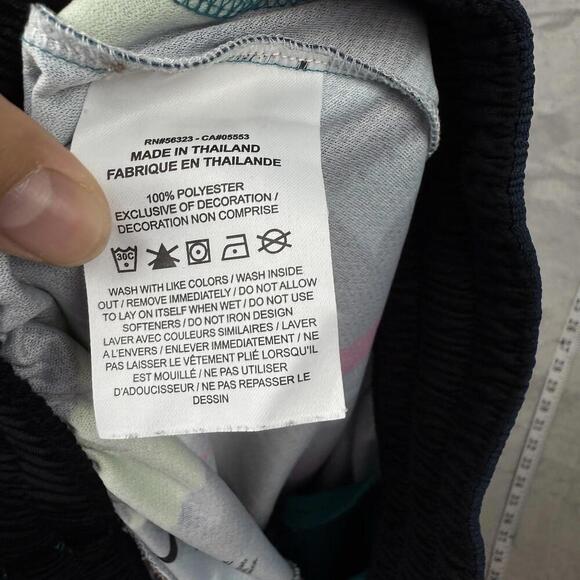 RN#56323 - CA#05553
MADE IN THAILAND
FABRIQUE EN THAILANDE
100% POLYESTER
EXCLUSIVE OF DECORATION /
DECORATION NON COMPRISE
30C
WASH WITH LIKE COLORS / WASH INSIDE
OUT / REMOVE IMMEDIATELY / DO NOT ALLOW
TO LAY ON ITSELF WHEN WET / DO NOT USE
SOFTENERS / DO NOT IRON DESIGN
LAVER AVEC COULEURS SIMILAIRES / LAVER
A L'ENVERS / ENLEVER IMMEDIATEMENT / NE
PAS LAISSER LE VÊTEMENT PLIÉ LORSQU'IL
EST MOUILLÉ / NE PAS UTILISER
D'ADOUCISSEUR / NE PAS REPASSER LE
DESSIN